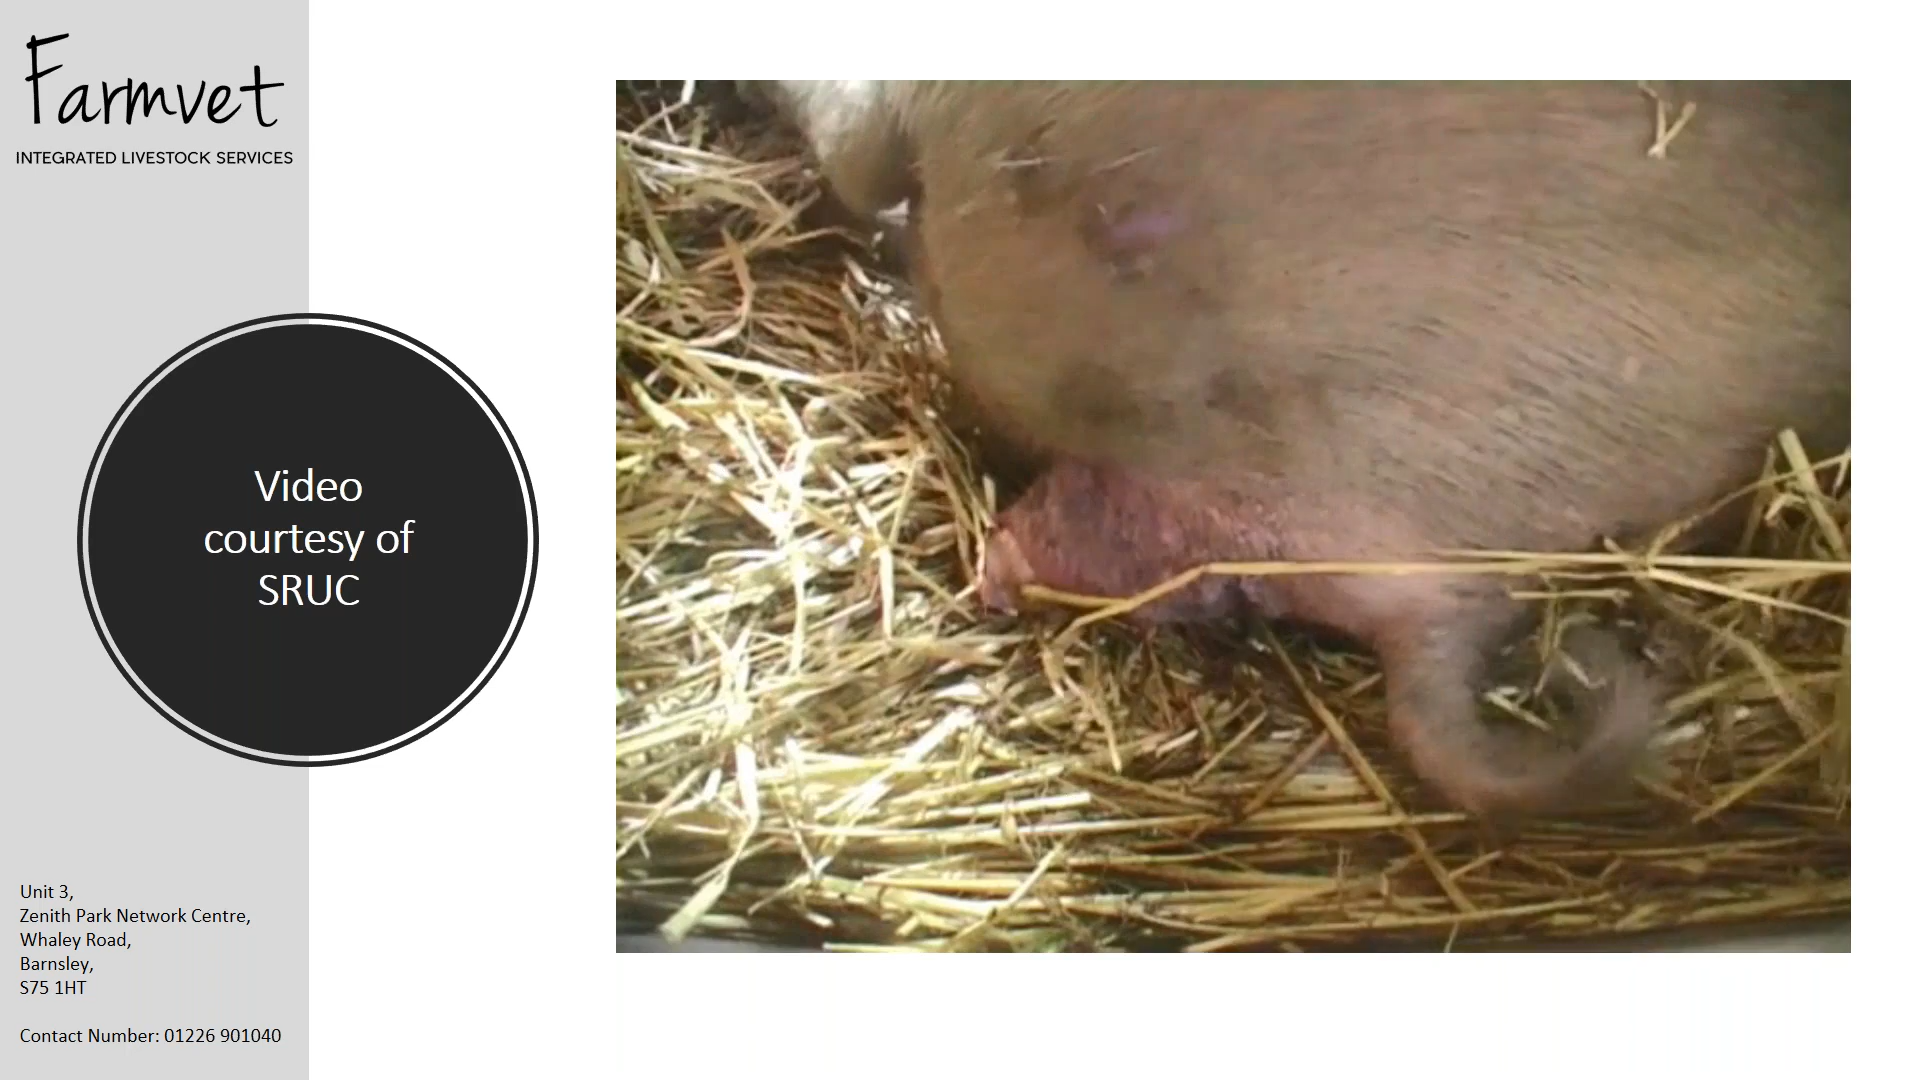 Farmvet
INTEGRATED LIVESTOCK SERVICES
Video
courtesy of
SRUC
Unit 3,
Zenith Park Network Centre,
Whaley Road,
Barnsley,
S75 1HT
Contact Number: 01226 901040